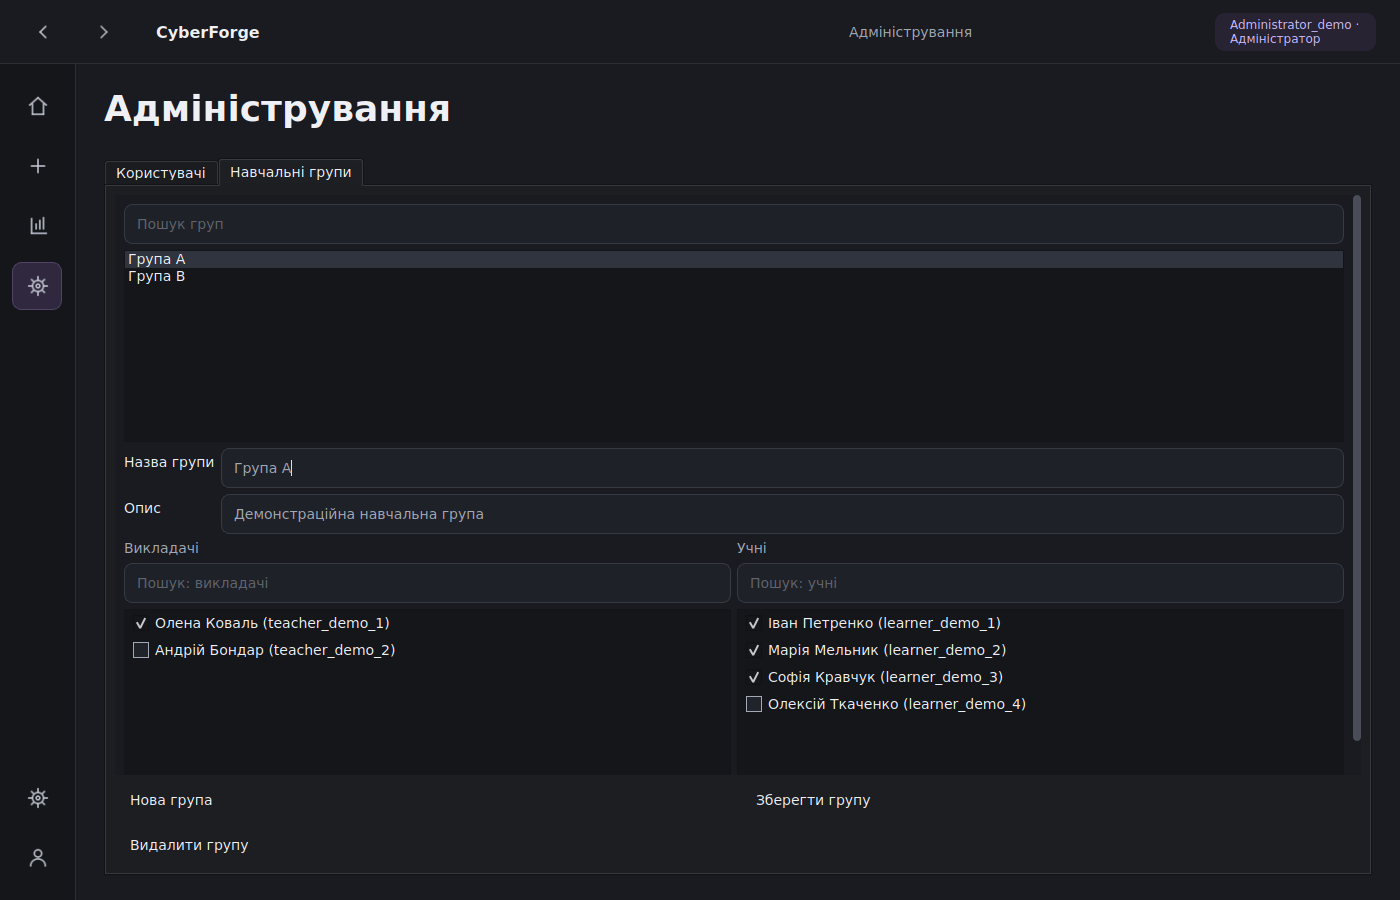 CyberForge
Адміністрування
Administrator_demo ·
Адміністратор
Адміністрування
Користувачі
Навчальні групи
Пошук груп
Група A
Група B
Назва групи
Група A
Опис
Демонстраційна навчальна група
Викладачі
Учні
Пошук: викладачі
Пошук: учні
Олена Коваль (teacher_demo_1)
Андрій Бондар (teacher_demo_2)
Іван Петренко (learner_demo_1)
Марія Мельник (learner_demo_2)
Софія Кравчук (learner_demo_3)
Олексій Ткаченко (learner_demo_4)
Нова група
Зберегти групу
Видалити групу